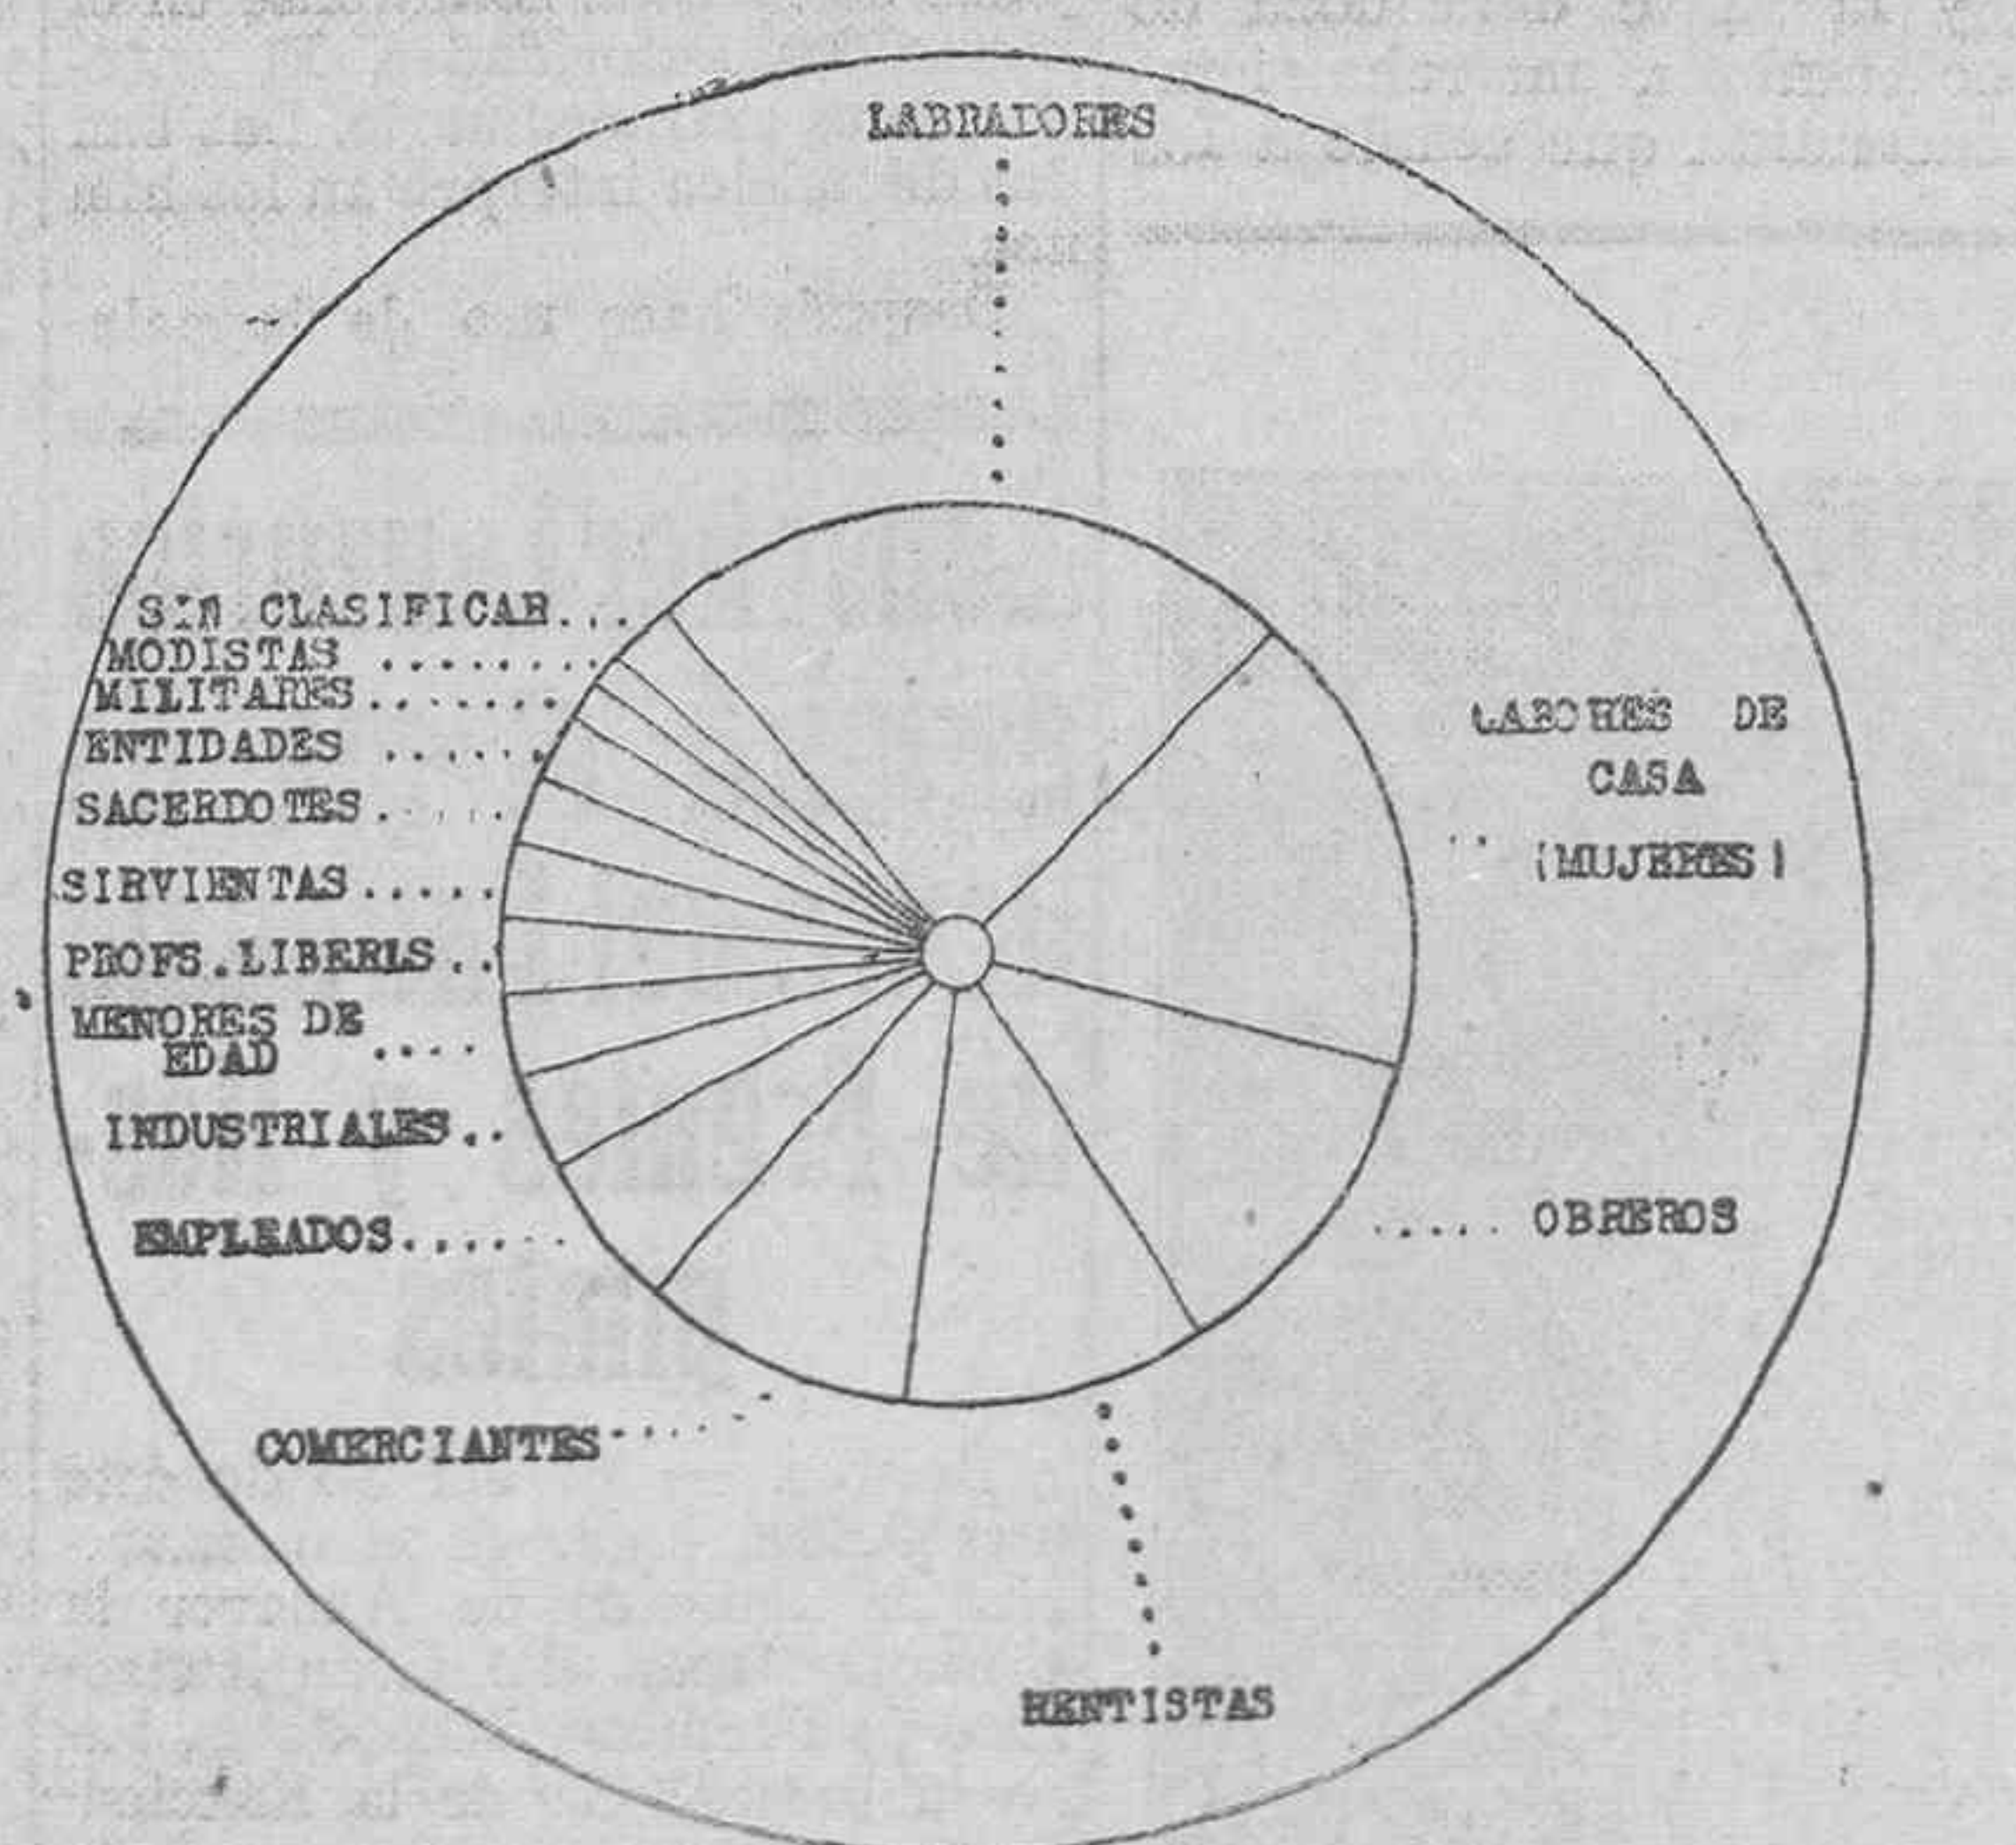 LABRADORES
SIN CLASIFICAR...
MODISTAS ........
MILITARES.......
ENTIDADES ......
SACERDOTES.....
SIRVIENTAS.....
PROFS.LIBERLS..
MENORES DE
EDAD ....
INDUSTRIALES..
EMPLEADOS......
COMERCIANTES.....
LABORES DE
CASA
(MUJERES)
..... OBREROS
RENTISTAS